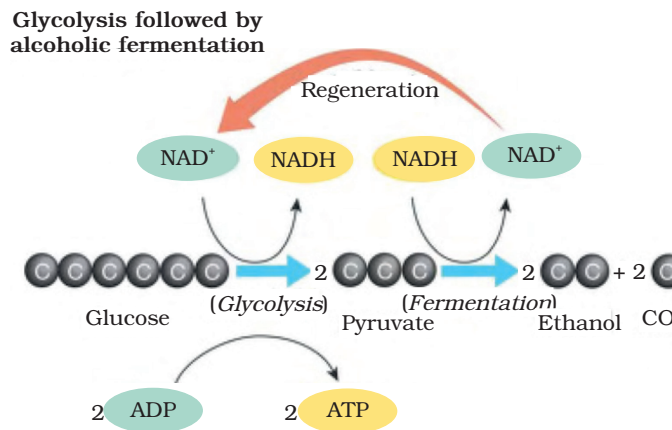 Glycolysis followed by
alcoholic fermentation
Regeneration
NAD⁺ NADH NADH NAD⁺
C C C C C C 2 C C C 2 C C + 2 C
(Glycolysis) (Fermentation)
Glucose Pyruvate Ethanol CO
2 ADP 2 ATP